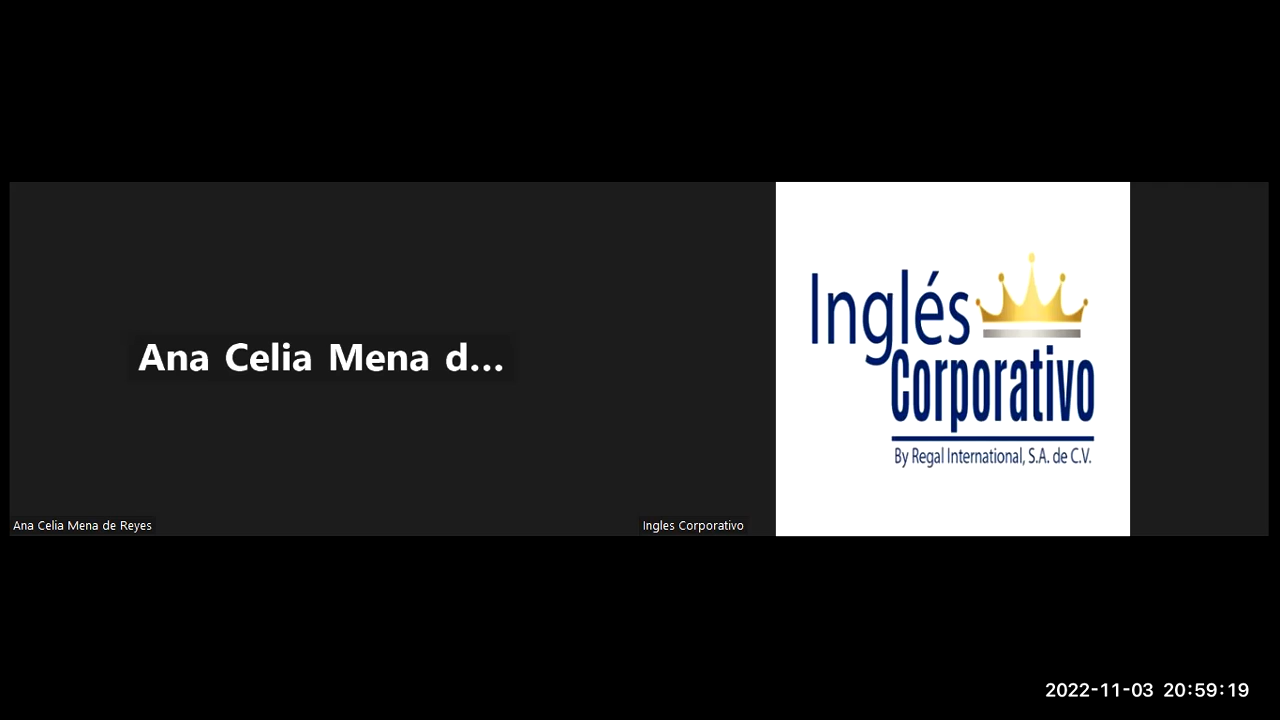 Ana Celia Mena d...
Inglés
Corporativo
By Regal International, S.A. de C.V.
Ana Celia Mena de Reyes
Ingles Corporativo
2022-11-03 20:59:19